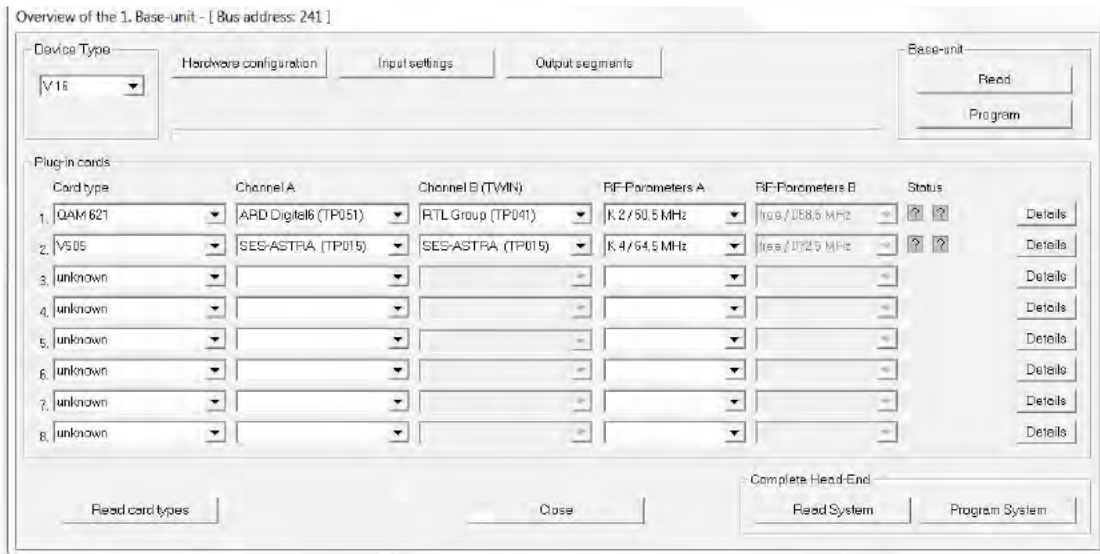 Overview of the 1. Base-unit - [ Bus address: 241 ]
Device Type
Hardware configuration Input settings Output segments
Base-unit
V 16
Read
Program
Plug-in cards
Card type Channel A Channel B (TWIN) RF-Parameters A RF-Parameters B Status
1. QAM 621 ARD Digital6 (TP051) RTL Group (TP041) K 2 / 50,5 MHz free / 058,5 MHz ? ? Details
2. V505 SES-ASTRA (TP015) SES-ASTRA (TP015) K 4 / 64,5 MHz free / 072,5 MHz ? ? Details
3. unknown Details
4. unknown Details
5. unknown Details
6. unknown Details
7. unknown Details
8. unknown Details
Complete Head-End
Read card types Close Read System Program System